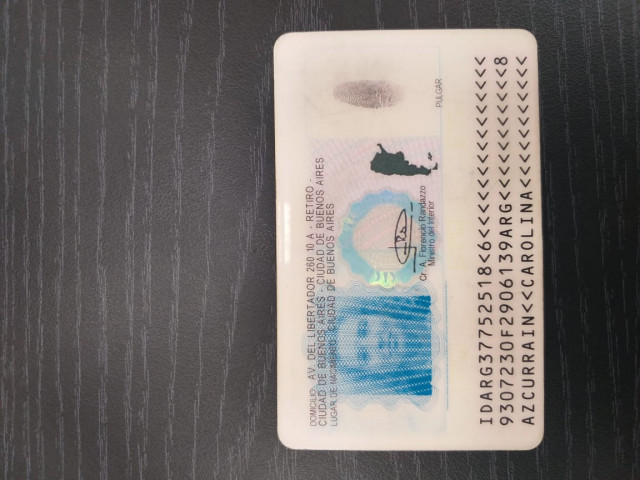 DOMICILIO: AV. DEL LIBERTADOR 260 10 A - RETIRO -
CIUDAD DE BUENOS AIRES - CIUDAD DE BUENOS AIRES
LUGAR DE NACIMIENTO: CIUDAD DE BUENOS AIRES
PULGAR
Cr. A. Florencio Randazzo
Ministro del Interior
IDARG37752518<6<<<<<<<<<<<<<<<
9307230F2906139ARG<<<<<<<<<<<8
AZCURRAIN<<CAROLINA<<<<<<<<<<<